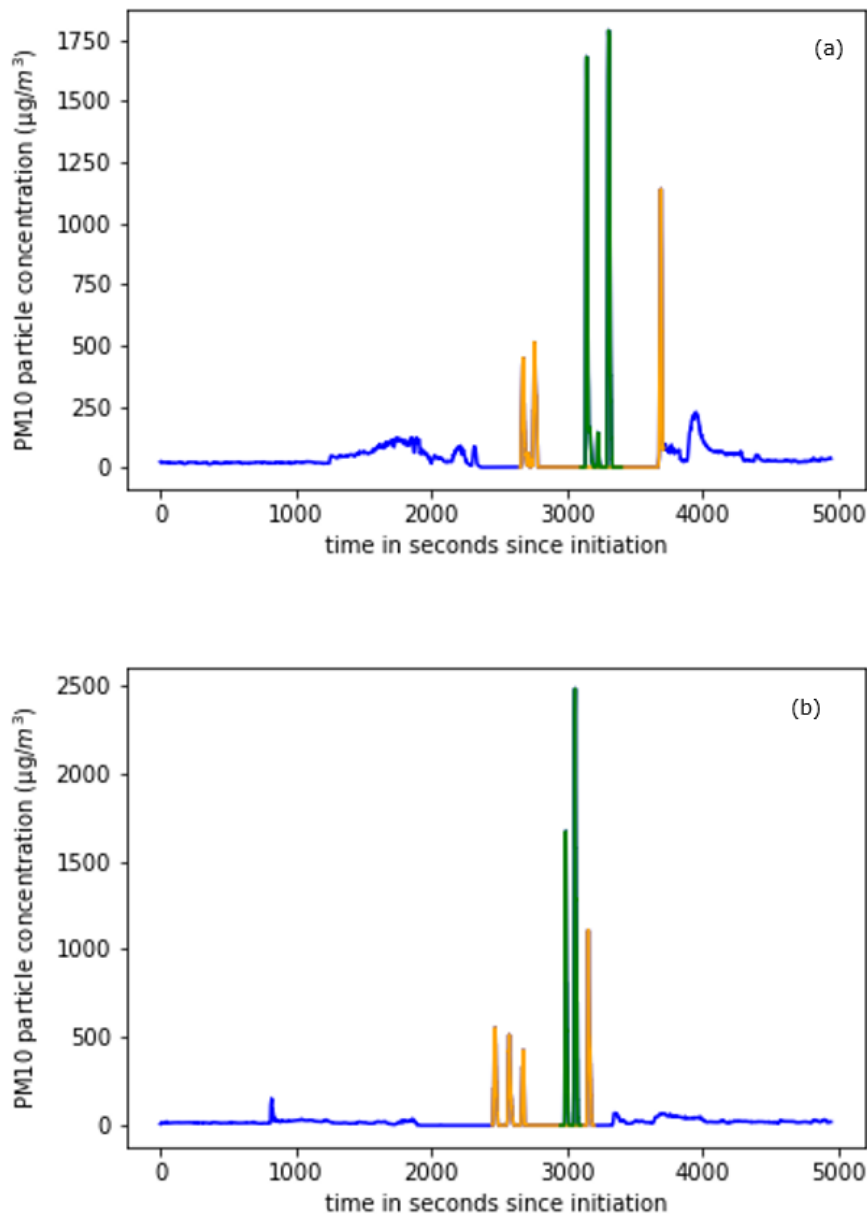 (a)
PM10 particle concentration (µg/m³)
1750
1500
1250
1000
750
500
250
0
0 1000 2000 3000 4000 5000
time in seconds since initiation
(b)
PM10 particle concentration (µg/m³)
2500
2000
1500
1000
500
0
0 1000 2000 3000 4000 5000
time in seconds since initiation